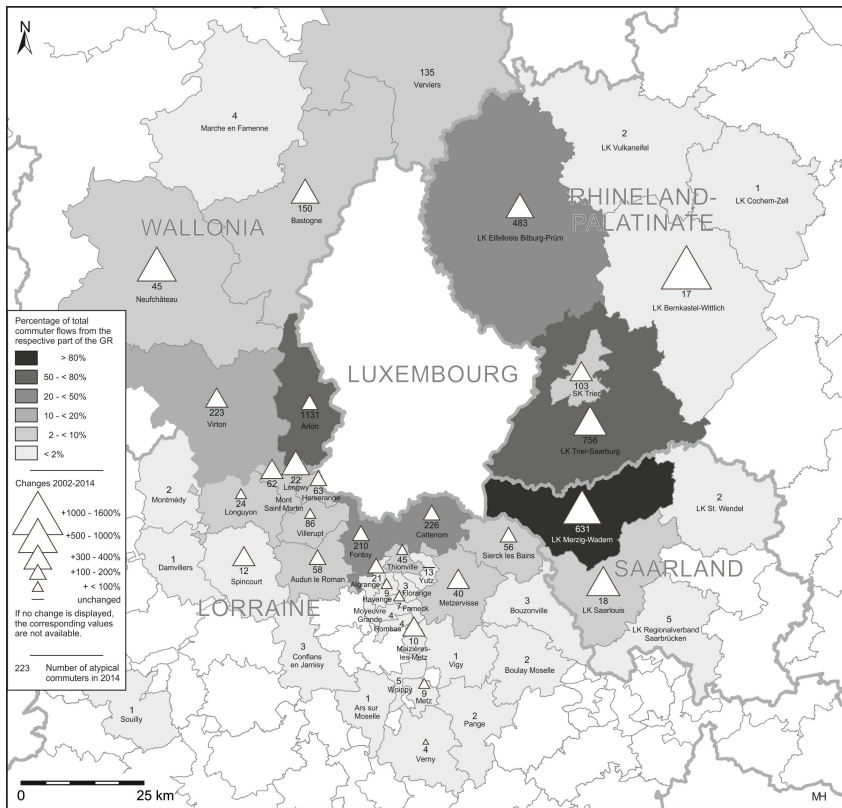 N
135
Verviers
4
Marche en Famenne
2
LK Vulkaneifel
1
LK Cochem-Zell
RHINELAND-
PALATINATE
150
Bastogne
483
LK Eifelkreis Bitburg-Prüm
WALLONIA
45
Neufchâteau
17
LK Bernkastel-Wittlich
Percentage of total
commuter flows from the
respective part of the GR
> 80%
50 - < 80%
20 - < 50%
10 - < 20%
2 - < 10%
< 2%
Changes 2002-2014
+1000 - 1600%
+500 - 1000%
+300 - 400%
+100 - 200%
+ < 100%
unchanged
If no change is displayed,
the corresponding values
are not available.
223 Number of atypical
commuters in 2014
LUXEMBOURG
103
SK Trier
223
Virton
1131
Arlon
756
LK Trier-Saarburg
2
Montmédy
24
Longuyon
62
Mont
Saint-Martin
22
Longwy
63
Herserange
86
Villerupt
226
Cattenom
631
LK Merzig-Wadern
2
LK St. Wendel
1
Damvillers
12
Spincourt
58
Audun le Roman
210
Fontoy
45
Thionville
13
Yutz
56
Sierck les Bains
SAARLAND
LORRAINE
21
Algrange
9
Hayange
3
Florange
7
Fameck
4
Moyeuvre
Grande
4
Rombas
40
Metzervisse
3
Bouzonville
18
LK Saarlouis
5
LK Regionalverband
Saarbrücken
10
Maizières-
les-Metz
3
Conflans
en Jarnisy
1
Vigy
2
Boulay Moselle
5
Woippy
9
Metz
1
Souilly
1
Ars sur
Moselle
2
Pange
4
Verny
0 25 km
MH